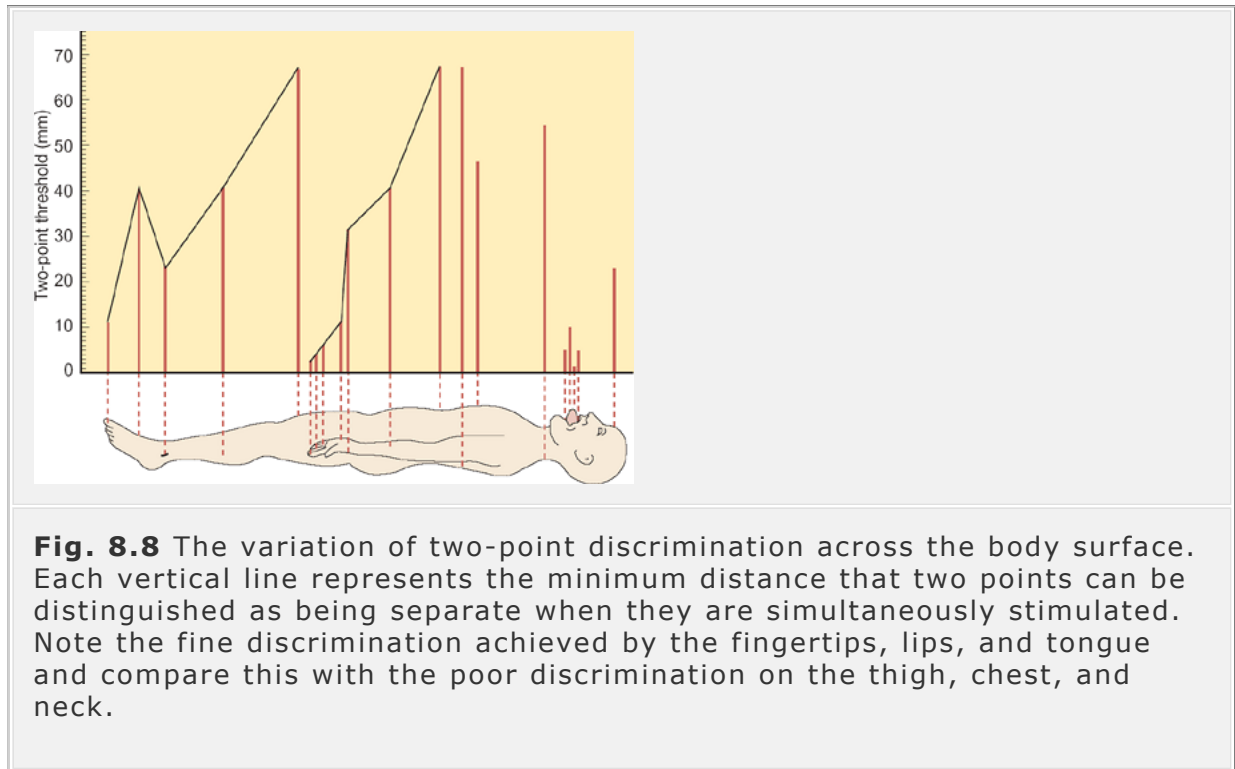 70
60
50
40
30
20
10
0
Two-point threshold (mm)
Fig. 8.8 The variation of two-point discrimination across the body surface.
Each vertical line represents the minimum distance that two points can be
distinguished as being separate when they are simultaneously stimulated.
Note the fine discrimination achieved by the fingertips, lips, and tongue
and compare this with the poor discrimination on the thigh, chest, and
neck.